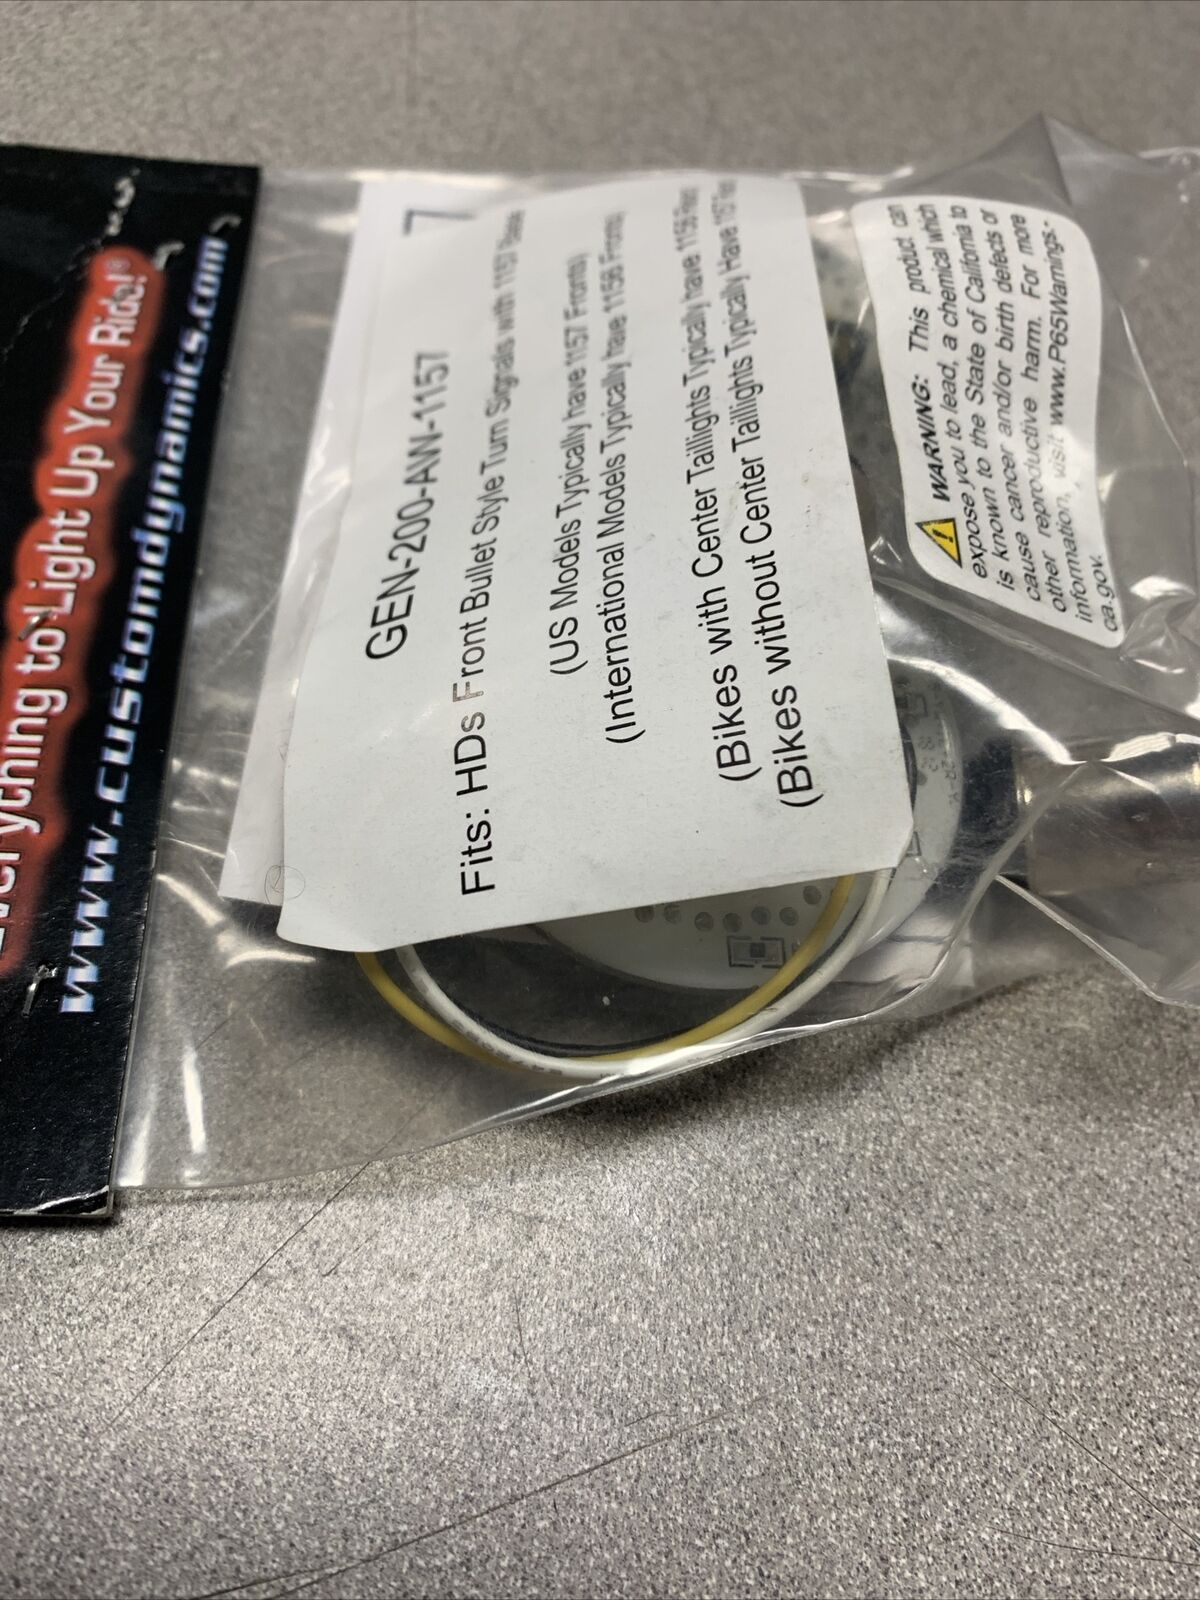 Everything to Light Up Your Ride!®
www.customdynamics.com
GEN-200-AW-1157
Fits: HDs Front Bullet Style Turn Signals with 1157 Base
(US Models Typically have 1157 Fronts)
(International Models Typically have 1156 Fronts)
(Bikes with Center Taillights Typically have 1156 Rear
(Bikes without Center Taillights Typically Have 1157 Rear
WARNING: This product can
expose you to lead, a chemical which
is known to the State of California to
cause cancer and/or birth defects or
other reproductive harm. For more
information, visit www.P65Warnings.-
ca.gov.